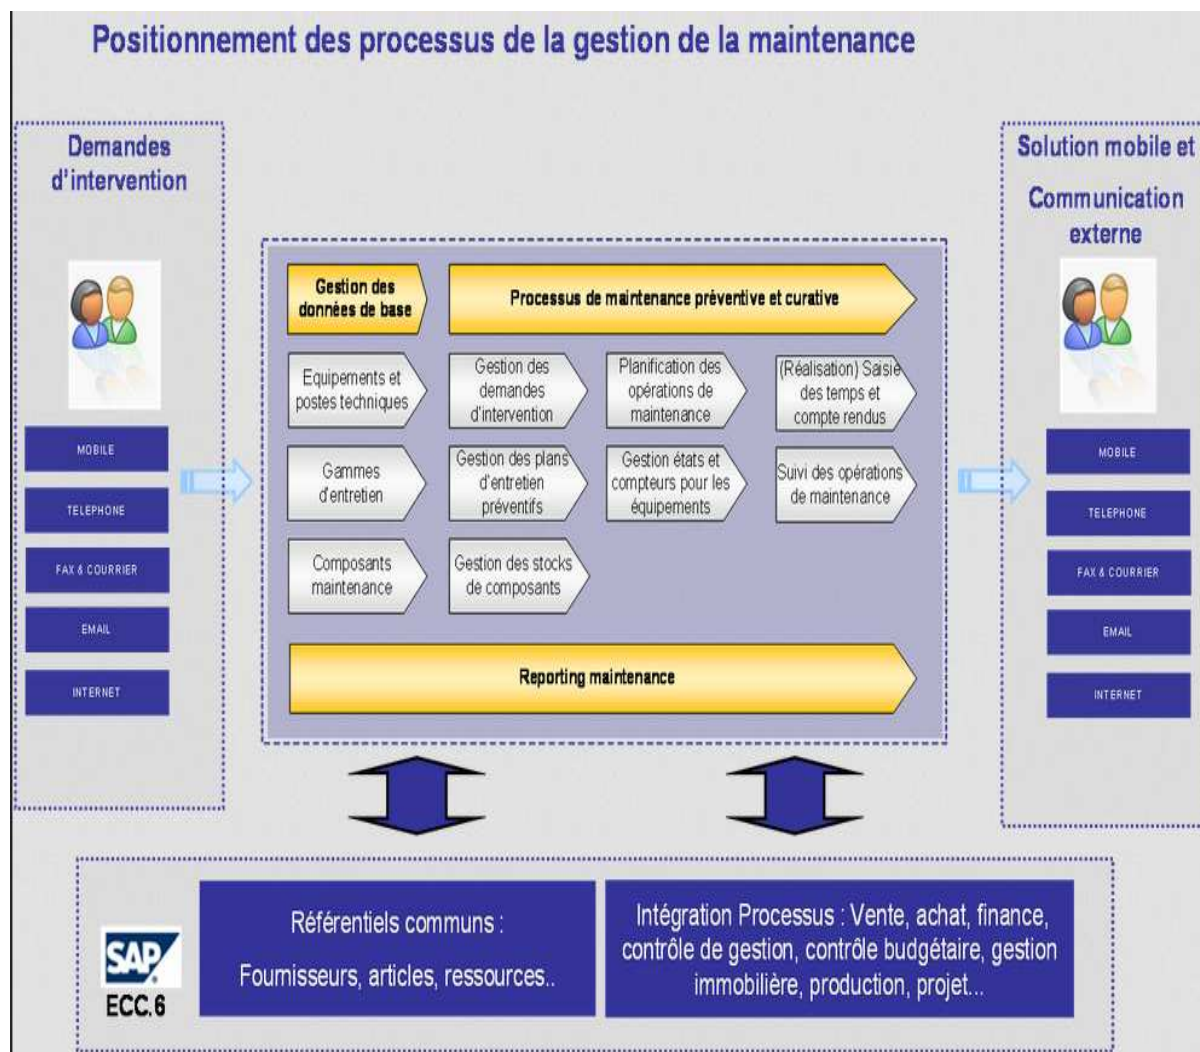 Positionnement des processus de la gestion de la maintenance
Demandes
d'intervention
MOBILE
TELEPHONE
FAX & COURRIER
EMAIL
INTERNET
Gestion des
données de base
Processus de maintenance préventive et curative
Equipements et
postes techniques
Gestion des
demandes
d'intervention
Planification des
opérations de
maintenance
(Réalisation) Saisie
des temps et
compte rendus
Gammes
d'entretien
Gestion des plans
d'entretien
préventifs
Gestion états et
compteurs pour les
équipements
Suivi des opérations
de maintenance
Composants
maintenance
Gestion des stocks
de composants
Reporting maintenance
Solution mobile et
Communication
externe
MOBILE
TELEPHONE
FAX & COURRIER
EMAIL
INTERNET
SAP
ECC.6
Référentiels communs :
Fournisseurs, articles, ressources..
Intégration Processus : Vente, achat, finance,
contrôle de gestion, contrôle budgétaire, gestion
immobilière, production, projet...